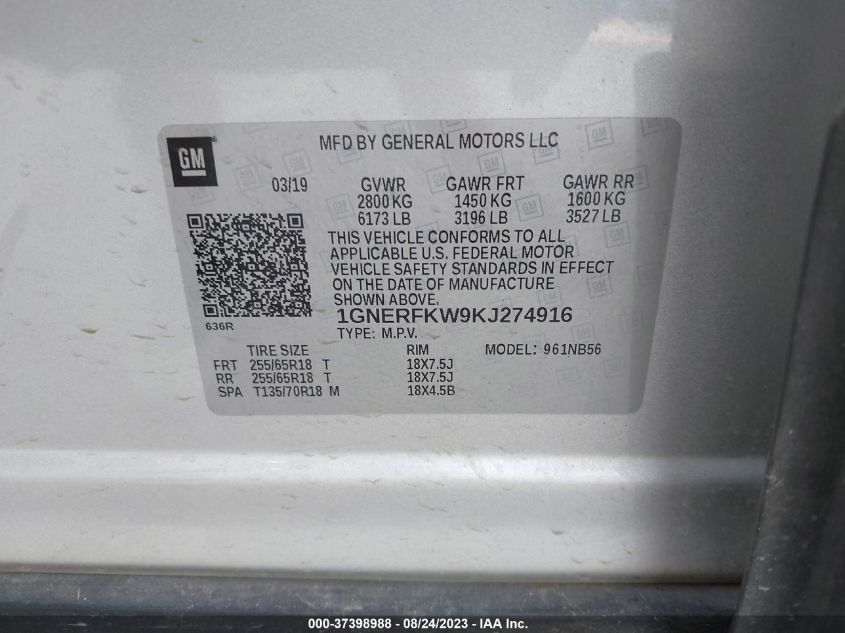 GM
MFD BY GENERAL MOTORS LLC
03/19 GVWR GAWR FRT GAWR RR
2800 KG 1450 KG 1600 KG
6173 LB 3196 LB 3527 LB
THIS VEHICLE CONFORMS TO ALL
APPLICABLE U.S. FEDERAL MOTOR
VEHICLE SAFETY STANDARDS IN EFFECT
ON THE DATE OF MANUFACTURE
SHOWN ABOVE.
1GNERFKW9KJ274916
636R
TYPE: M.P.V.
TIRE SIZE RIM MODEL: 961NB56
FRT 255/65R18 T 18X7.5J
RR 255/65R18 T 18X7.5J
SPA T135/70R18 M 18X4.5B
000-37398988 - 08/24/2023 - IAA Inc.